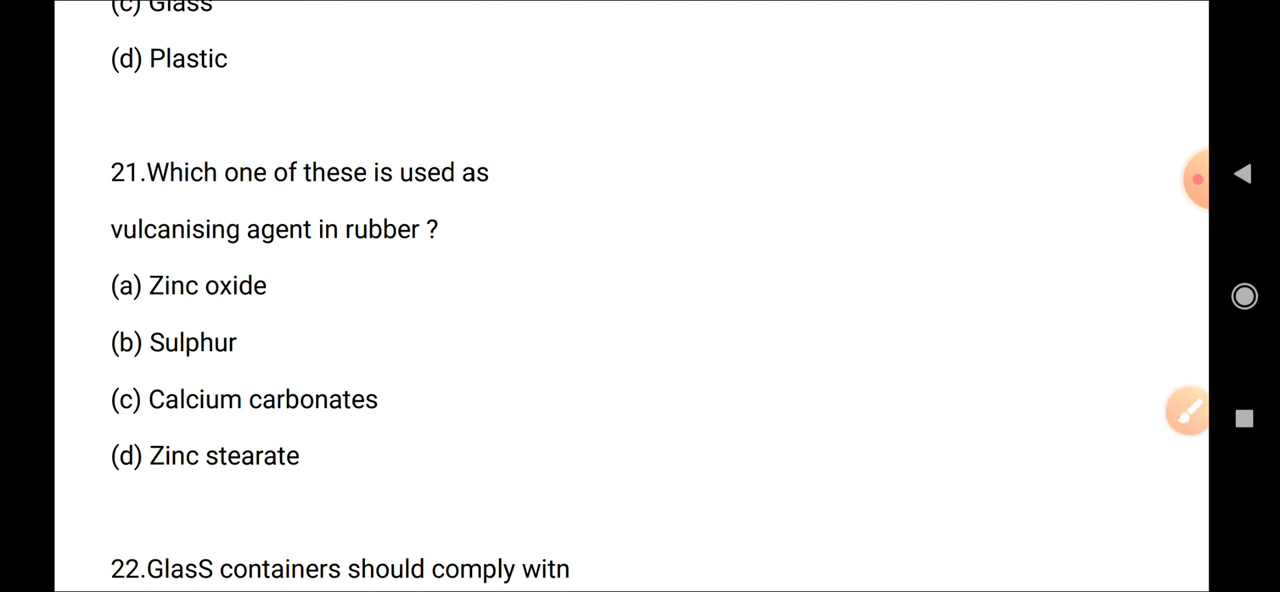 (c) Glass
(d) Plastic
21.Which one of these is used as
vulcanising agent in rubber ?
(a) Zinc oxide
(b) Sulphur
(c) Calcium carbonates
(d) Zinc stearate
22.GlasS containers should comply witn